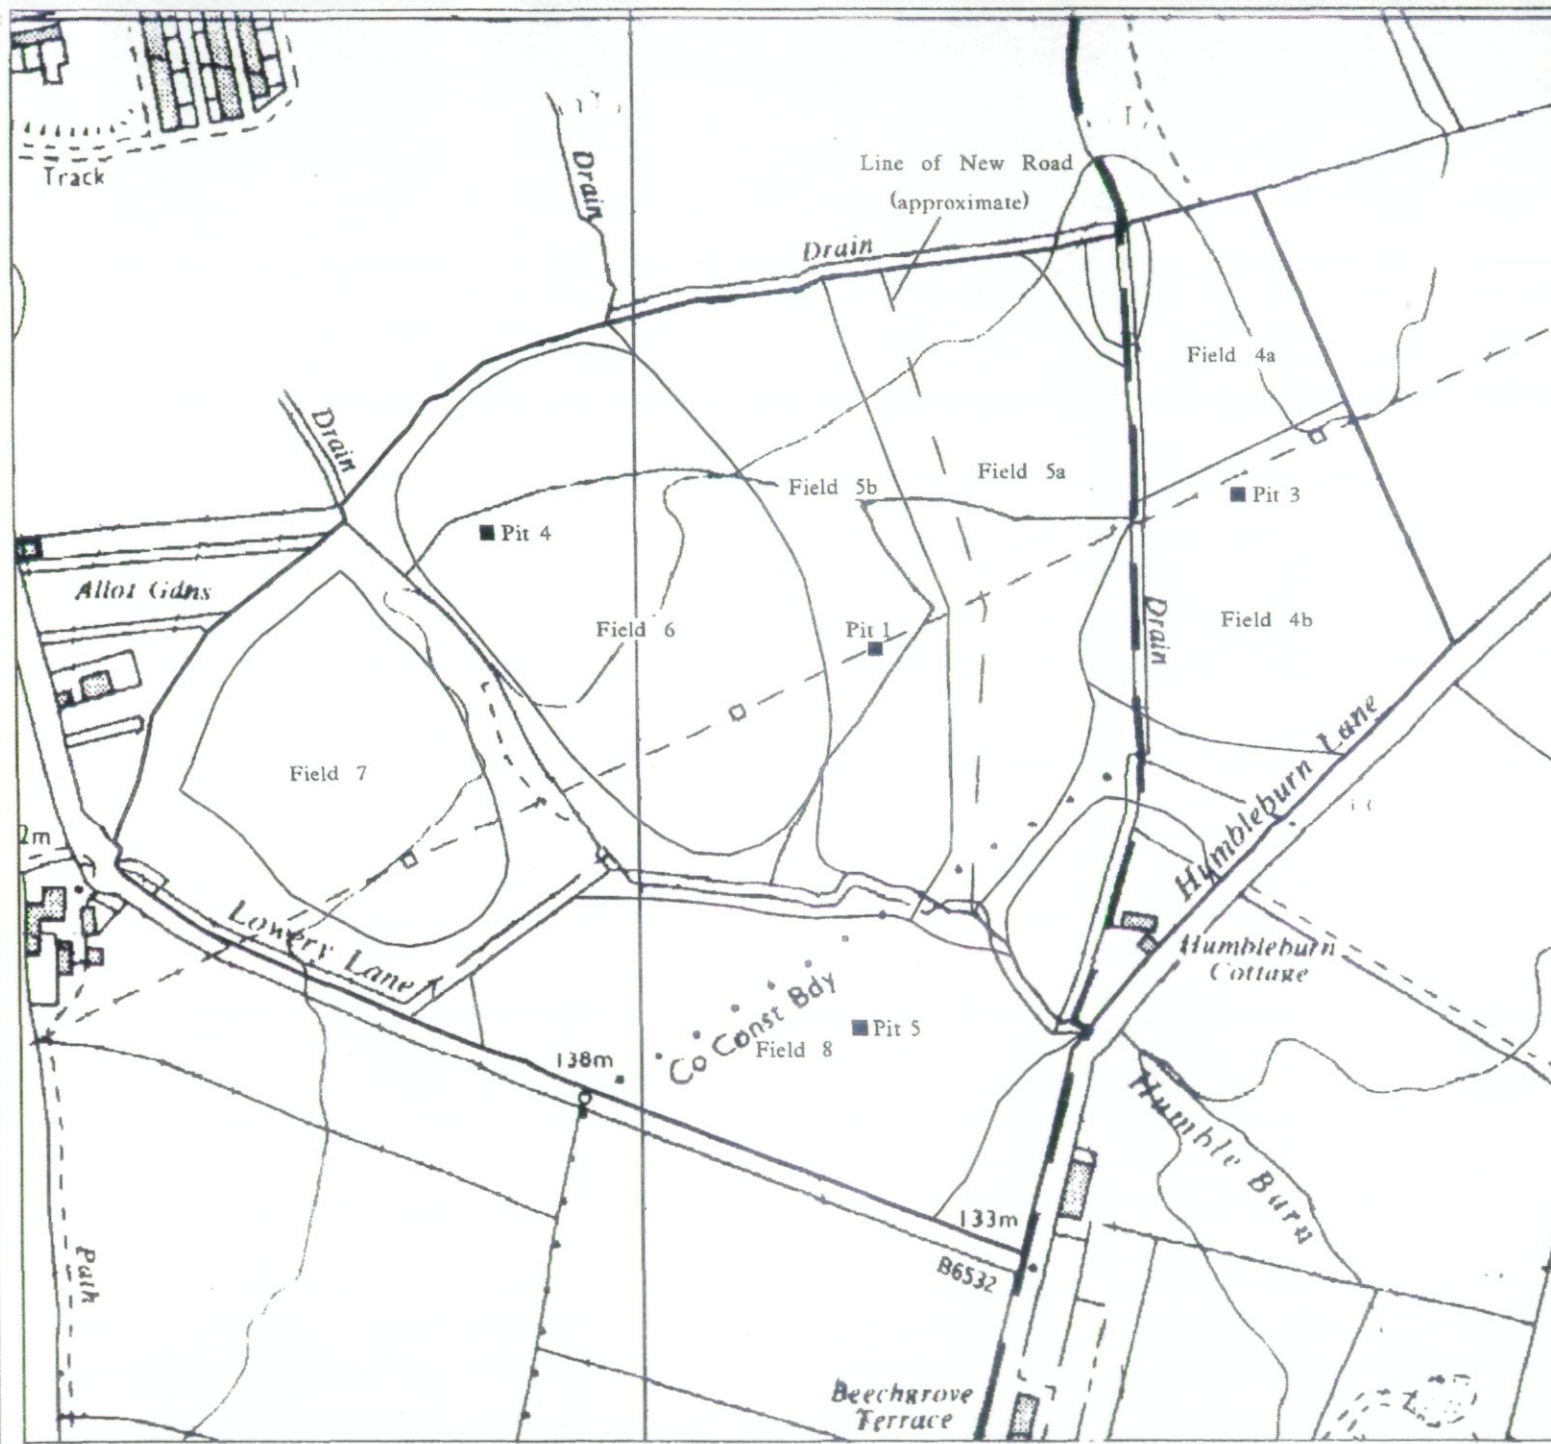 Track
Drain
Line of New Road
(approximate)
Drain
Field 4a
Drain
Field 5a
Field 5b
Pit 3
Pit 4
Allot Gdns
Field 6
Pit 1
Drain
Field 4b
Field 7
Humbleburn Lane
2m
Lowery Lane
Humbleburn
Cottage
Co Const Bdy
Pit 5
Field 8
138m
Humble Burn
133m
B6532
Path
Beechgrove
Terrace